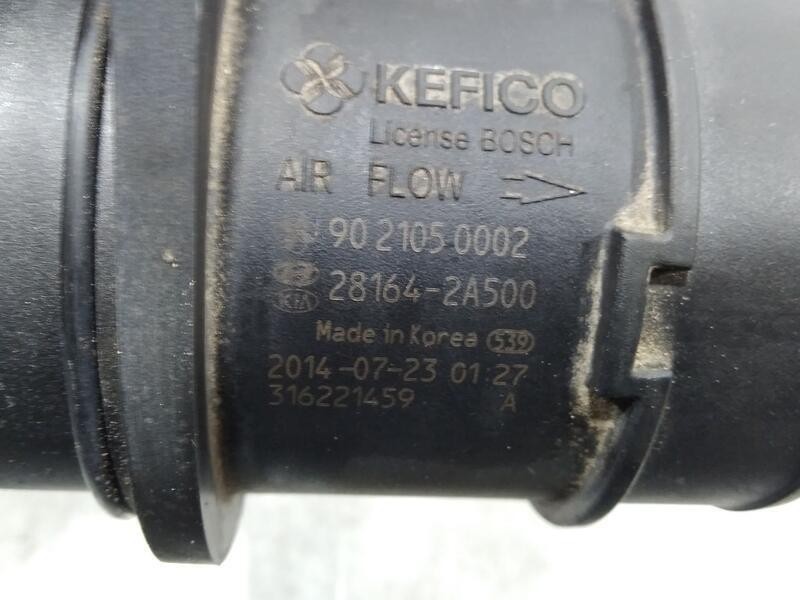 KEFICO
License BOSCH
AIR FLOW
90 2105 0002
KIA 28164-2A500
Made in Korea 539
2014-07-23 01:27
316221459 A